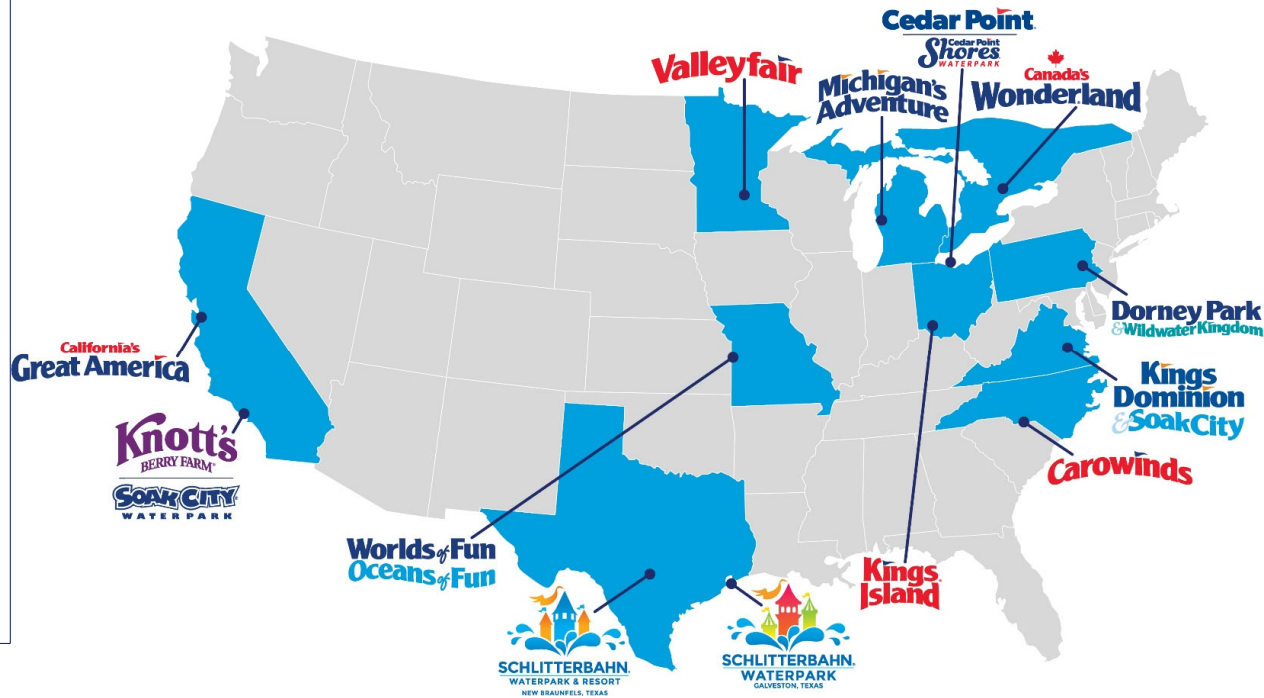 Cedar Point
Cedar Point
Shores
WATERPARK
Valleyfair
Michigan's
Adventure
Canada's
Wonderland
Dorney Park
&Wildwater Kingdom
Kings
Dominion
&Soak City
Carowinds
Kings
Island
California's
Great America
Knott's
BERRY FARM®
SOAK CITY
WATERPARK
Worlds of Fun
Oceans of Fun
SCHLITTERBAHN.
WATERPARK & RESORT
NEW BRAUNFELS, TEXAS
SCHLITTERBAHN.
WATERPARK
GALVESTON, TEXAS